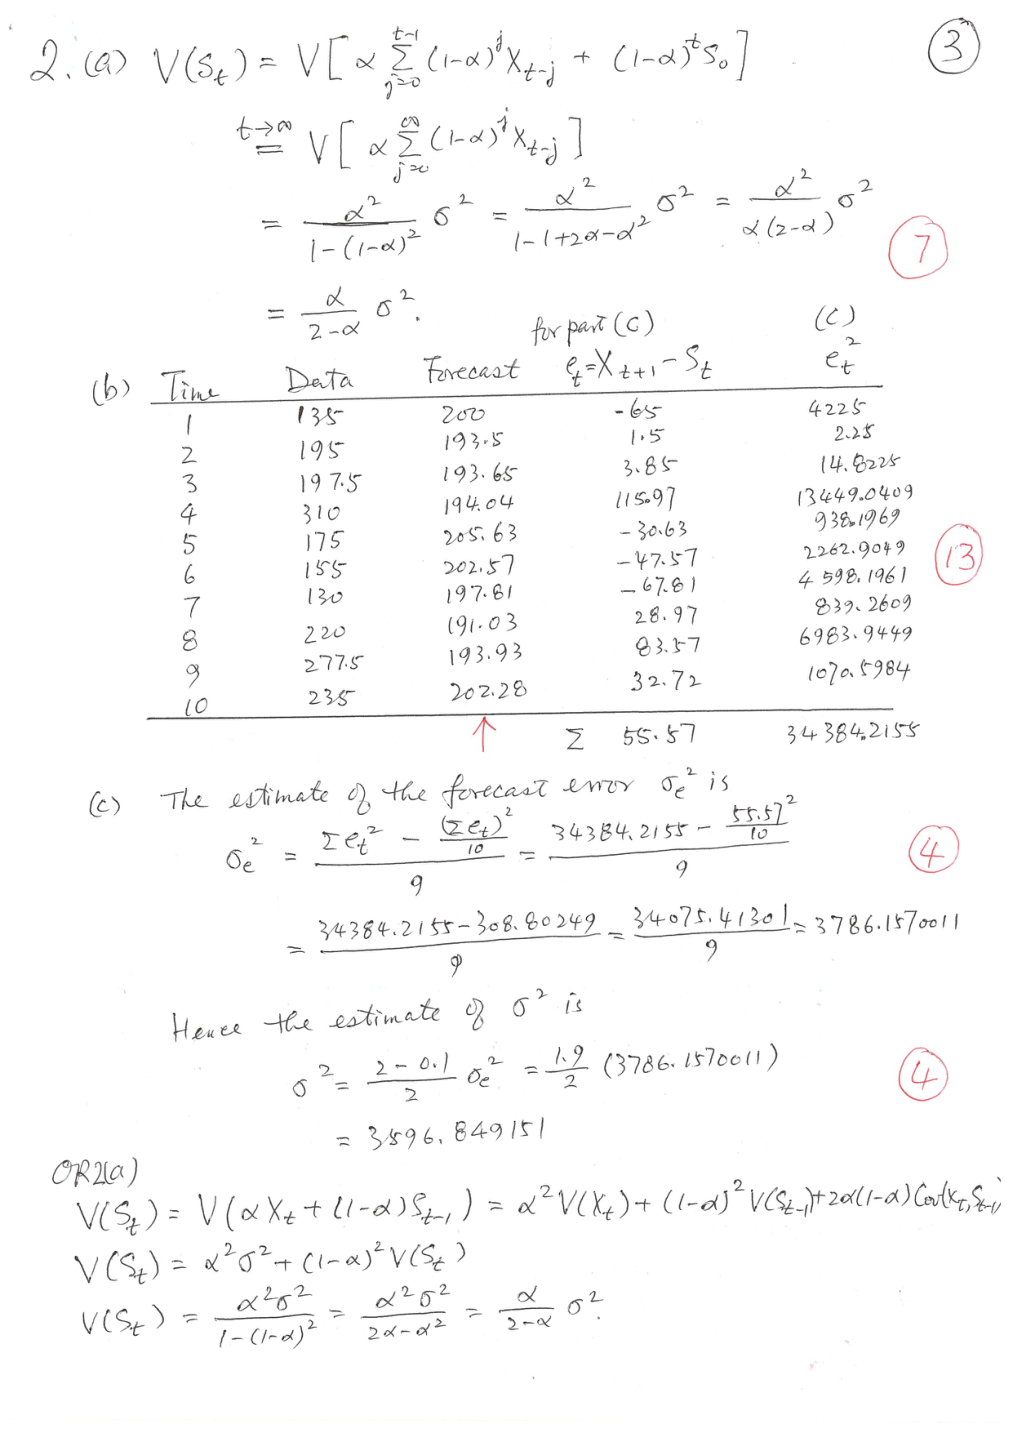 ③
2. (a) V(S_t) = V[ α Σ_{j=0}^{t-1} (1-α)^j X_{t-j} + (1-α)^t S_0 ]
t→∞ = V[ α Σ_{j=0}^{∞} (1-α)^j X_{t-j} ]
= α²/(1-(1-α)²) σ² = α²/(1-1+2α-α²) σ² = α²/(α(2-α)) σ²
7
= α/(2-α) σ².
for part (c) (c)
(b) Time Data Forecast e_t = X_{t+1} - S_t e_t²
1 135 200 -65 4225
2 195 193.5 1.5 2.25
3 197.5 193.65 3.85 14.8225
4 310 194.04 115.97 13449.0409
5 175 205.63 -30.63 938.1969
6 155 202.57 -47.57 2262.9049
13
7 130 197.81 -67.81 4598.1961
8 220 191.03 28.97 839.2609
9 277.5 193.93 83.57 6983.9449
10 235 202.28 32.72 1070.5984
↑ Σ 55.57 34384.2155
(c) The estimate of the forecast error σ_e² is
σ_e² = (Σe_t² - (Σe_t)²/10)/9 = (34384.2155 - 55.57²/10)/9
4
= (34384.2155-308.80249)/9 = 34075.41301/9 = 3786.1570011
Hence the estimate of σ² is
σ² = (2-0.1)/2 σ_e² = 1.9/2 (3786.1570011)
4
= 3596.849151
OR 2(a)
V(S_t) = V(αX_t + (1-α)S_{t-1}) = α²V(X_t) + (1-α)²V(S_{t-1}) + 2α(1-α)Cov(X_t, S_{t-1})
V(S_t) = α²σ² + (1-α)²V(S_t)
V(S_t) = α²σ²/(1-(1-α)²) = α²σ²/(2α-α²) = α/(2-α) σ².